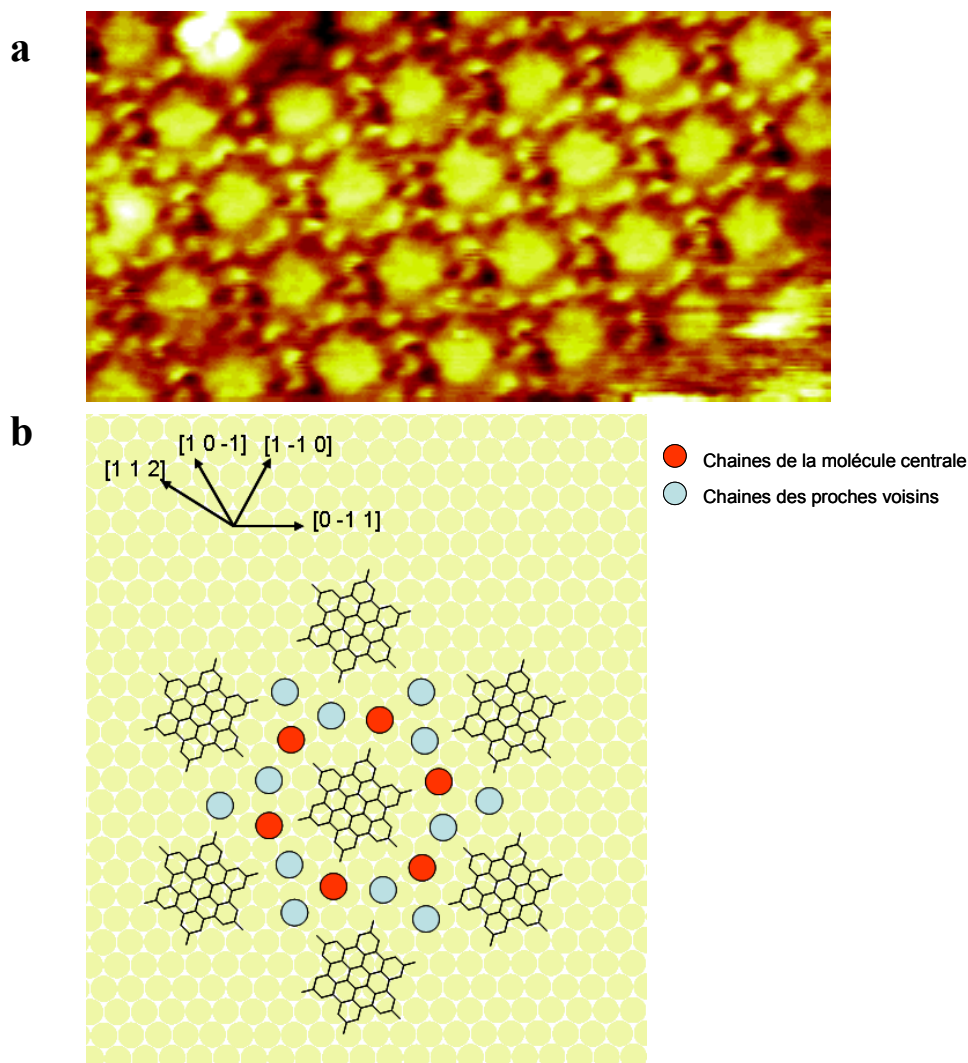 a
b
[1 0 -1]
[1 -1 0]
[1 1 2]
[0 -1 1]
Chaines de la molécule centrale
Chaines des proches voisins